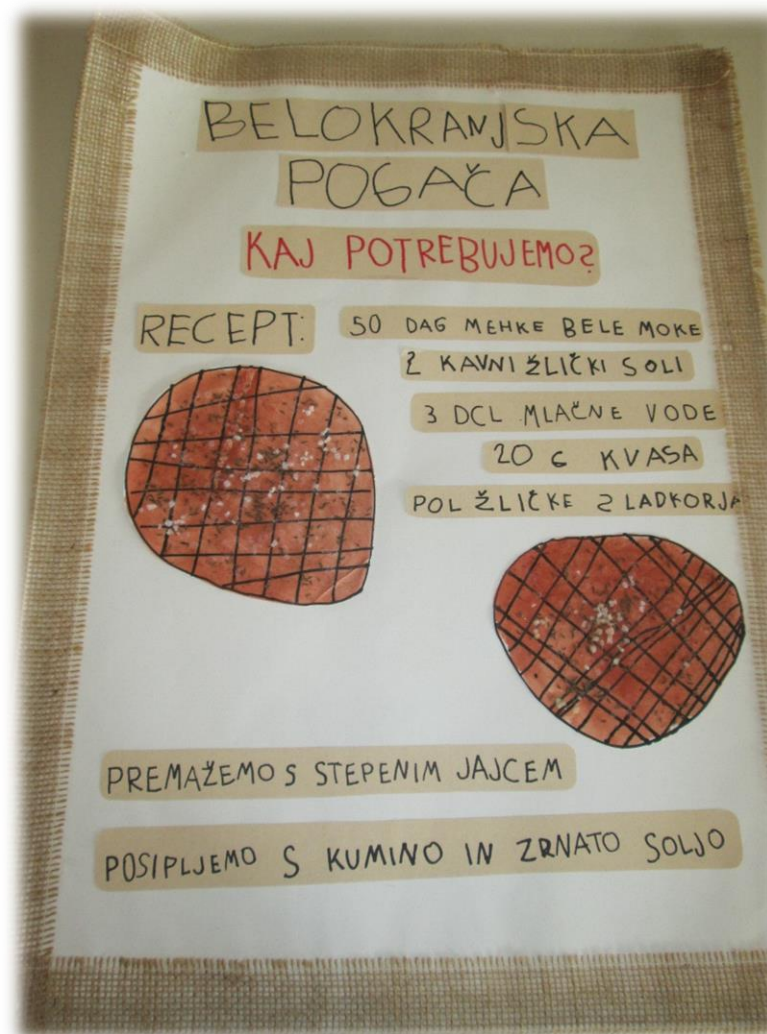 BELOKRANJSKA
POGAČA
KAJ POTREBUJEMO?
RECEPT:
50 DAG MEHKE BELE MOKE
2 KAVNI ŽLIČKI SOLI
3 DCL MLAČNE VODE
20 G KVASA
POL ŽLIČKE SLADKORJA
PREMAŽEMO S STEPENIM JAJCEM
POSIPLJEMO S KUMINO IN ZRNATO SOLJO